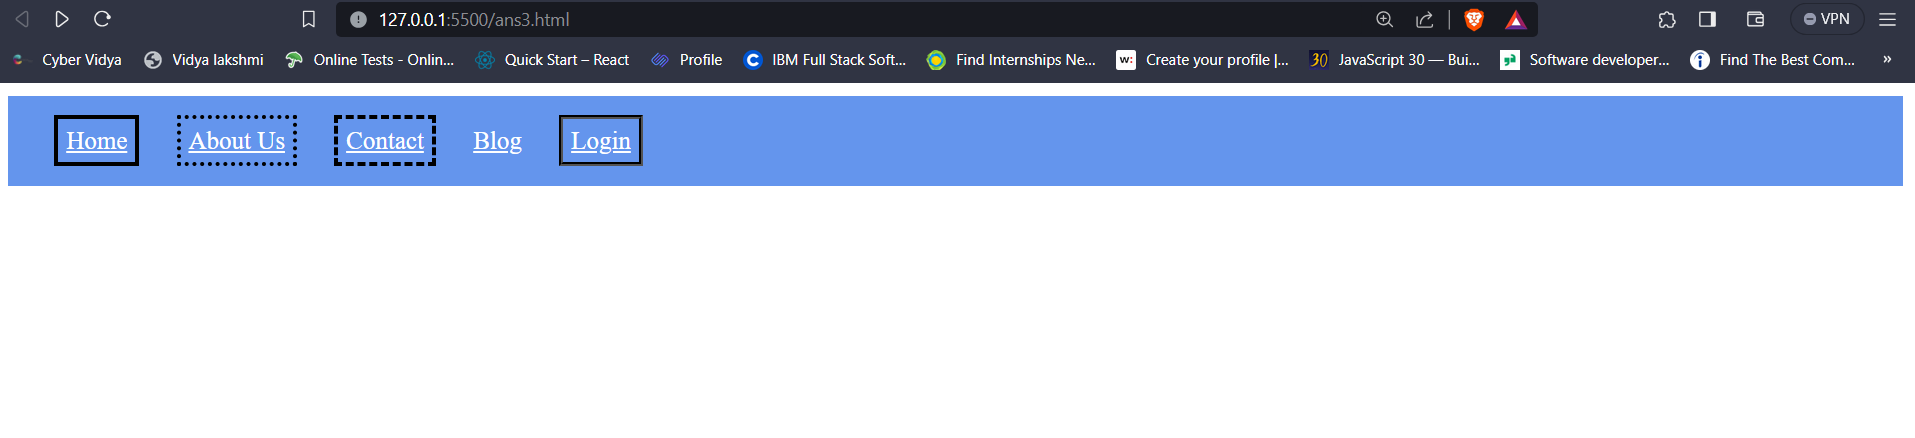 127.0.0.1:5500/ans3.html VPN
Cyber Vidya Vidya lakshmi Online Tests - Onlin... Quick Start – React Profile C IBM Full Stack Soft... Find Internships Ne... w: Create your profile |... 30 JavaScript 30 — Bui... Software developer... i Find The Best Com... »
Home About Us Contact Blog Login